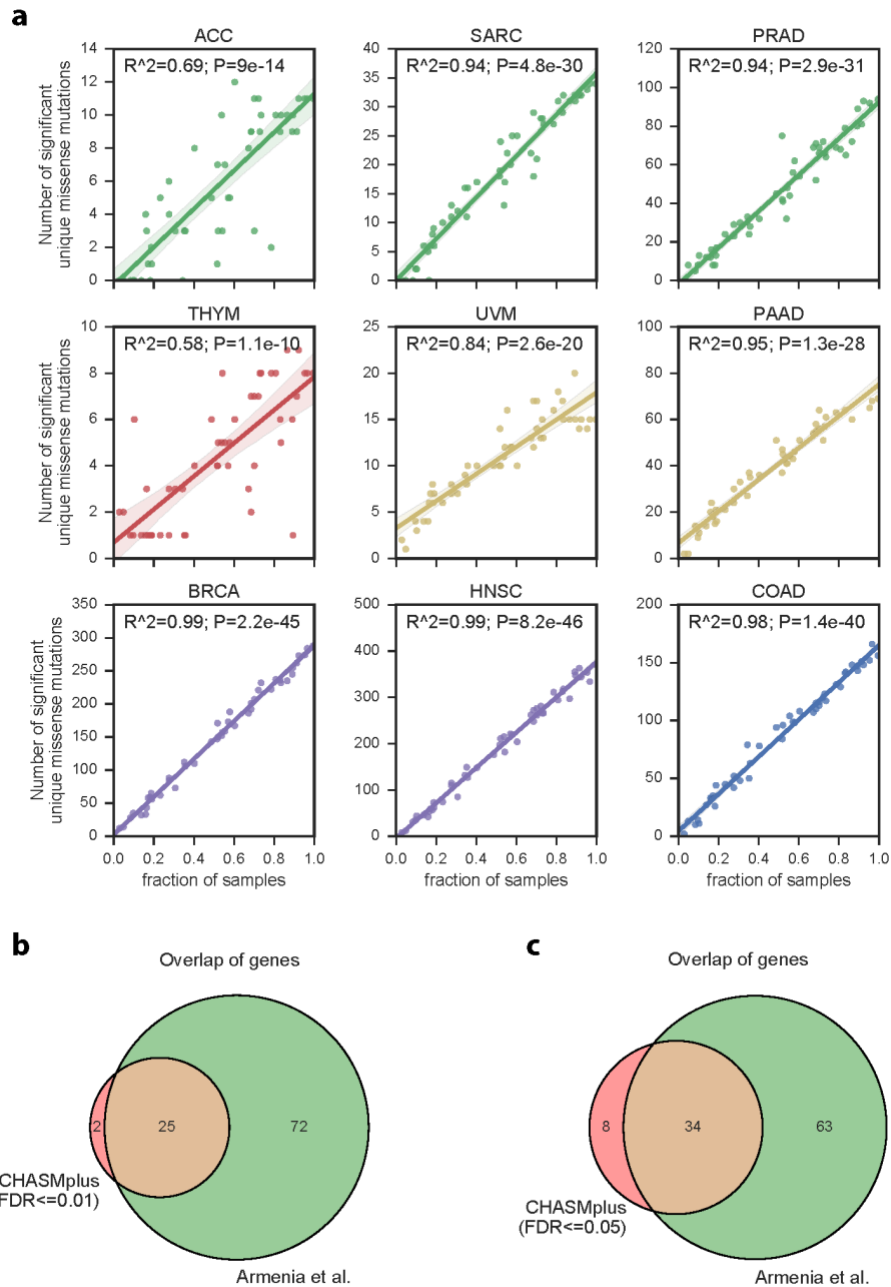 a
ACC
SARC
PRAD
R^2=0.69; P=9e-14
R^2=0.94; P=4.8e-30
R^2=0.94; P=2.9e-31
Number of significant
unique missense mutations
14
12
10
8
6
4
2
0
40
35
30
25
20
15
10
5
0
120
100
80
60
40
20
0
THYM
UVM
PAAD
R^2=0.58; P=1.1e-10
R^2=0.84; P=2.6e-20
R^2=0.95; P=1.3e-28
Number of significant
unique missense mutations
10
8
6
4
2
0
25
20
15
10
5
0
100
80
60
40
20
0
BRCA
HNSC
COAD
R^2=0.99; P=2.2e-45
R^2=0.99; P=8.2e-46
R^2=0.98; P=1.4e-40
Number of significant
unique missense mutations
350
300
250
200
150
100
50
0
500
400
300
200
100
0
200
150
100
50
0
0.0 0.2 0.4 0.6 0.8 1.0
0.0 0.2 0.4 0.6 0.8 1.0
0.0 0.2 0.4 0.6 0.8 1.0
fraction of samples
fraction of samples
fraction of samples
b
Overlap of genes
2
25
72
CHASMplus
FDR<=0.01)
Armenia et al.
c
Overlap of genes
8
34
63
CHASMplus
(FDR<=0.05)
Armenia et al.